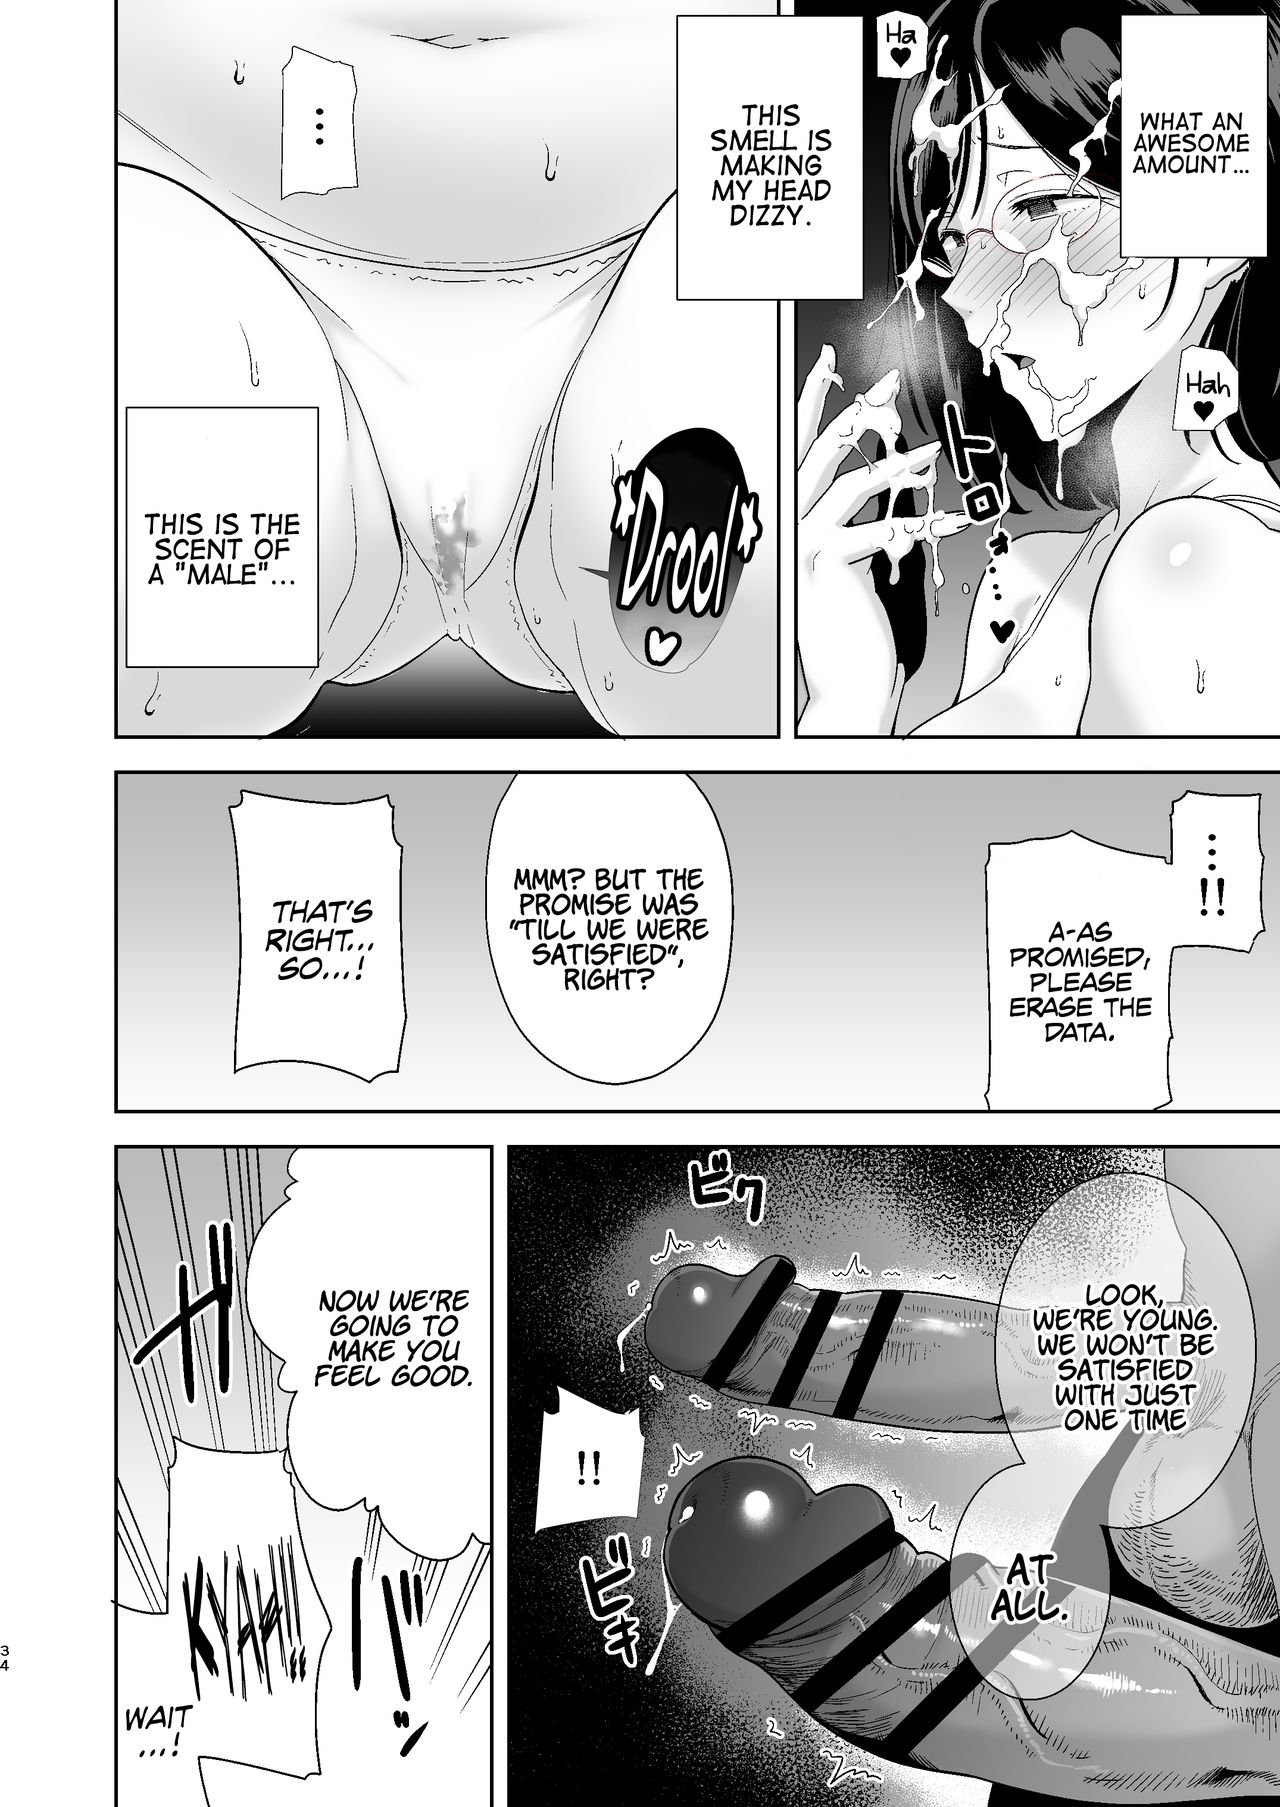 WHAT AN
AWESOME
AMOUNT...
Ha
♥
Hah
♥
トロォ…♥
THIS
SMELL IS
MAKING
MY HEAD
DIZZY.
...
*Drool*
♡
THIS IS THE
SCENT OF
A "MALE"...
...!!
A-AS
PROMISED,
PLEASE
ERASE THE
DATA.
MMM? BUT THE
PROMISE WAS
"TILL WE WERE
SATISFIED",
RIGHT?
THAT'S
RIGHT...
SO...!
ビク
LOOK,
WE'RE YOUNG.
WE WON'T BE
SATISFIED
WITH JUST
ONE TIME
AT
ALL.
ビキ
!!
NOW WE'RE
GOING TO
MAKE YOU
FEEL GOOD.
ガバッ
KYAA!!
WAIT
...!
34